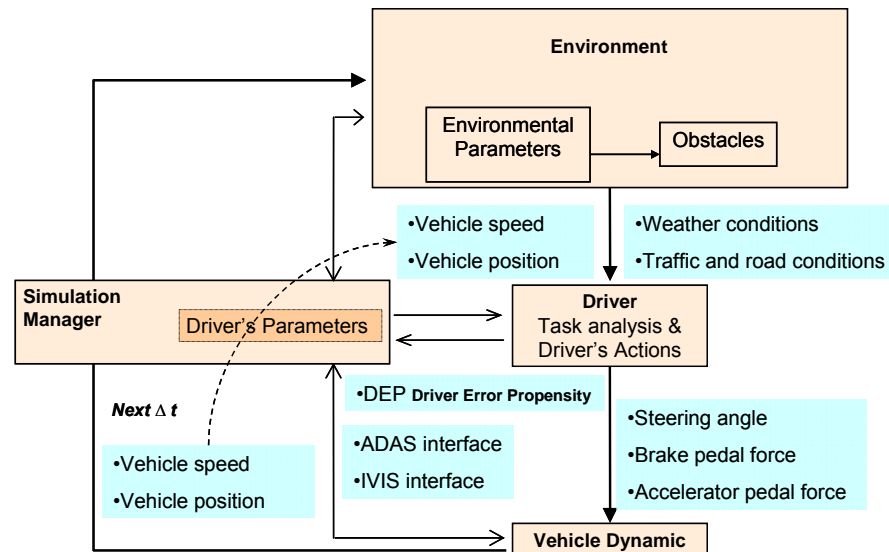 Environment
Environmental
Parameters
Obstacles
•Vehicle speed
•Vehicle position
•Weather conditions
•Traffic and road conditions
Simulation
Manager
Driver's Parameters
Driver
Task analysis &
Driver's Actions
•DEP Driver Error Propensity
Next Δ t
•ADAS interface
•IVIS interface
•Vehicle speed
•Vehicle position
•Steering angle
•Brake pedal force
•Accelerator pedal force
Vehicle Dynamic